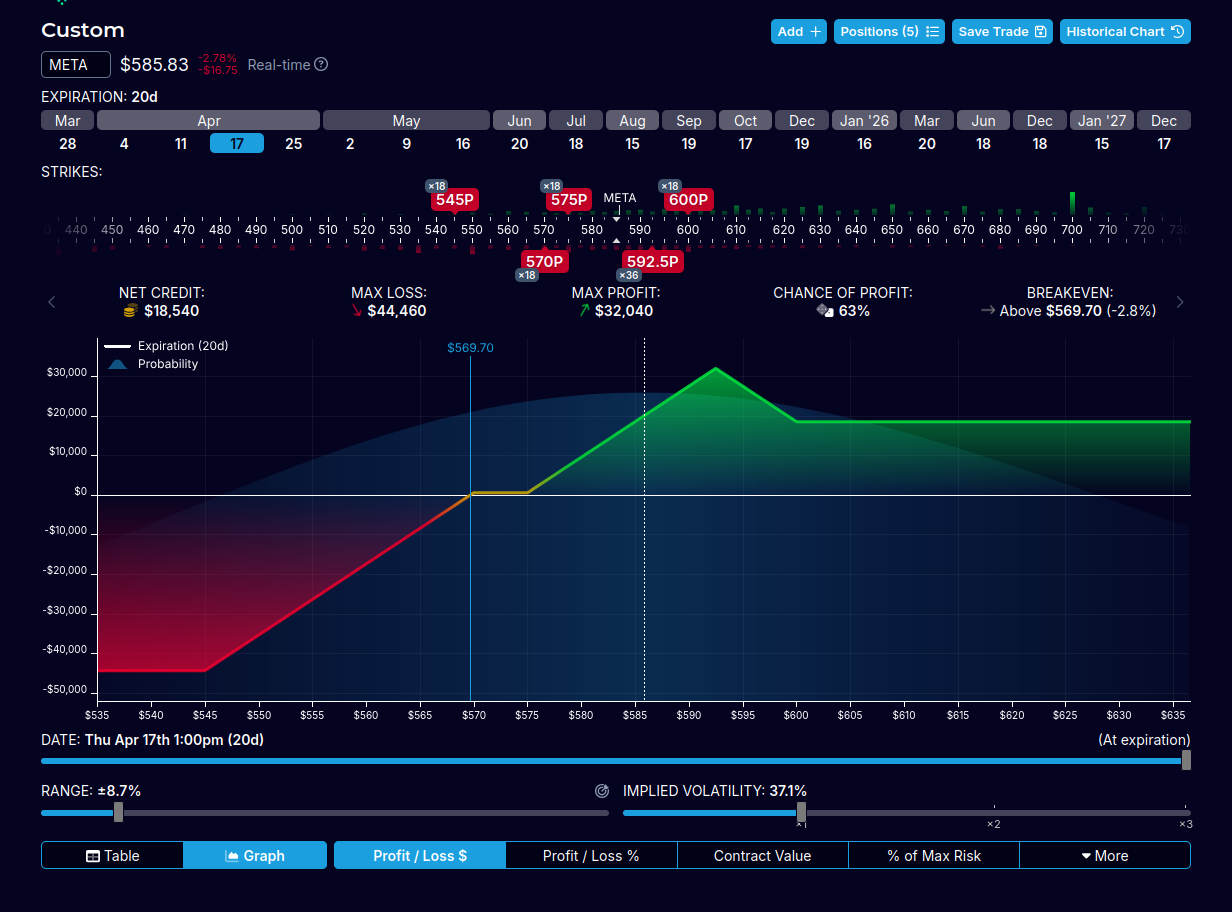 Custom
Add
Positions (5)
Save Trade
Historical Chart
META
$585.83
-2.78%
-$16.75
Real-time
EXPIRATION: 20d
Mar Apr May Jun Jul Aug Sep Oct Dec Jan '26 Mar Jun Dec Jan '27 Dec
28 4 11 17 25 2 9 16 20 18 15 19 17 19 16 20 18 18 15 17
STRIKES:
×18 ×18 ×18
545P 575P META 600P
440 450 460 470 480 490 500 510 520 530 540 550 560 570 580 590 600 610 620 630 640 650 660 670 680 690 700 710 720 730
570P 592.5P
×18 ×36
NET CREDIT: MAX LOSS: MAX PROFIT: CHANCE OF PROFIT: BREAKEVEN:
$18,540 $44,460 $32,040 63% Above $569.70 (-2.8%)
Expiration (20d)
Probability
$569.70
$30,000
$20,000
$10,000
$0
-$10,000
-$20,000
-$30,000
-$40,000
-$50,000
$535 $540 $545 $550 $555 $560 $565 $570 $575 $580 $585 $590 $595 $600 $605 $610 $615 $620 $625 $630 $635
DATE: Thu Apr 17th 1:00pm (20d) (At expiration)
RANGE: ±8.7% IMPLIED VOLATILITY: 37.1%
×1 ×2 ×3
Table Graph Profit / Loss $ Profit / Loss % Contract Value % of Max Risk More